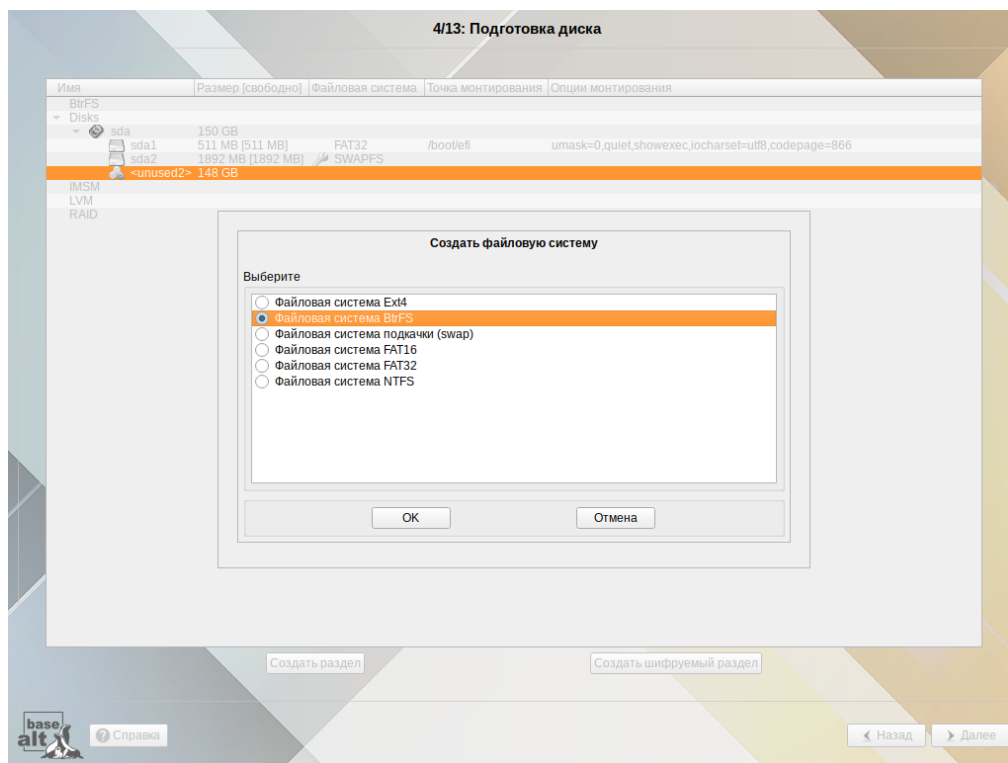 4/13: Подготовка диска
Имя Размер [свободно] Файловая система Точка монтирования Опции монтирования
BtrFS
Disks
sda 150 GB
sda1 511 MB [511 MB] FAT32 /boot/efi umask=0,quiet,showexec,iocharset=utf8,codepage=866
sda2 1892 MB [1892 MB] SWAPFS
<unused2> 148 GB
IMSM
LVM
RAID
Создать файловую систему
Выберите
Файловая система Ext4
Файловая система BtrFS
Файловая система подкачки (swap)
Файловая система FAT16
Файловая система FAT32
Файловая система NTFS
OK Отмена
Создать раздел Создать шифруемый раздел
base
alt Справка Назад Далее